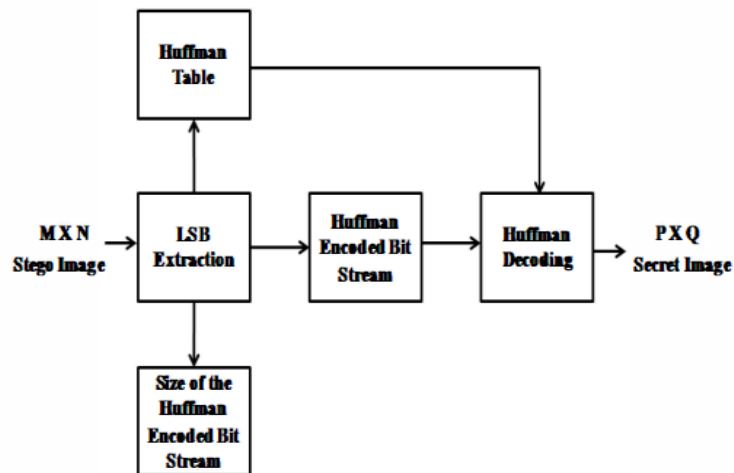 Huffman
Table
M X N
Stego Image
LSB
Extraction
Huffman
Encoded Bit
Stream
Huffman
Decoding
P X Q
Secret Image
Size of the
Huffman
Encoded Bit
Stream